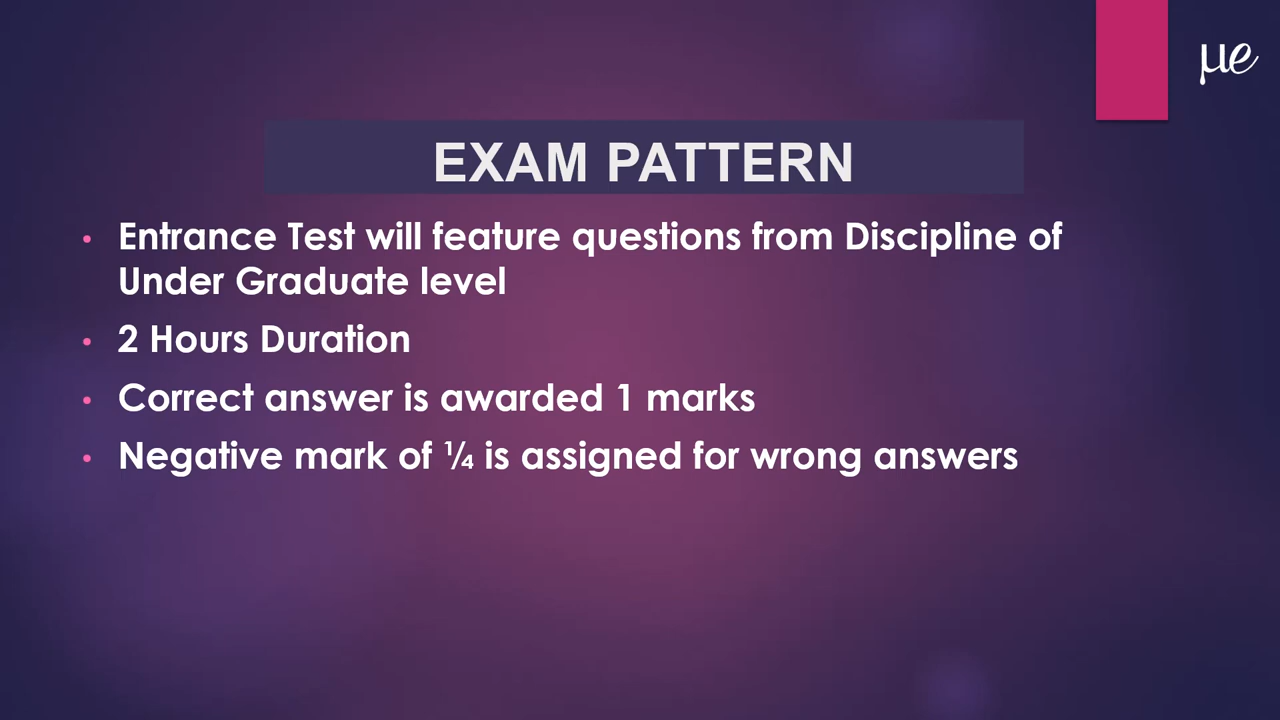 µe
EXAM PATTERN
• Entrance Test will feature questions from Discipline of
Under Graduate level
• 2 Hours Duration
• Correct answer is awarded 1 marks
• Negative mark of ¼ is assigned for wrong answers